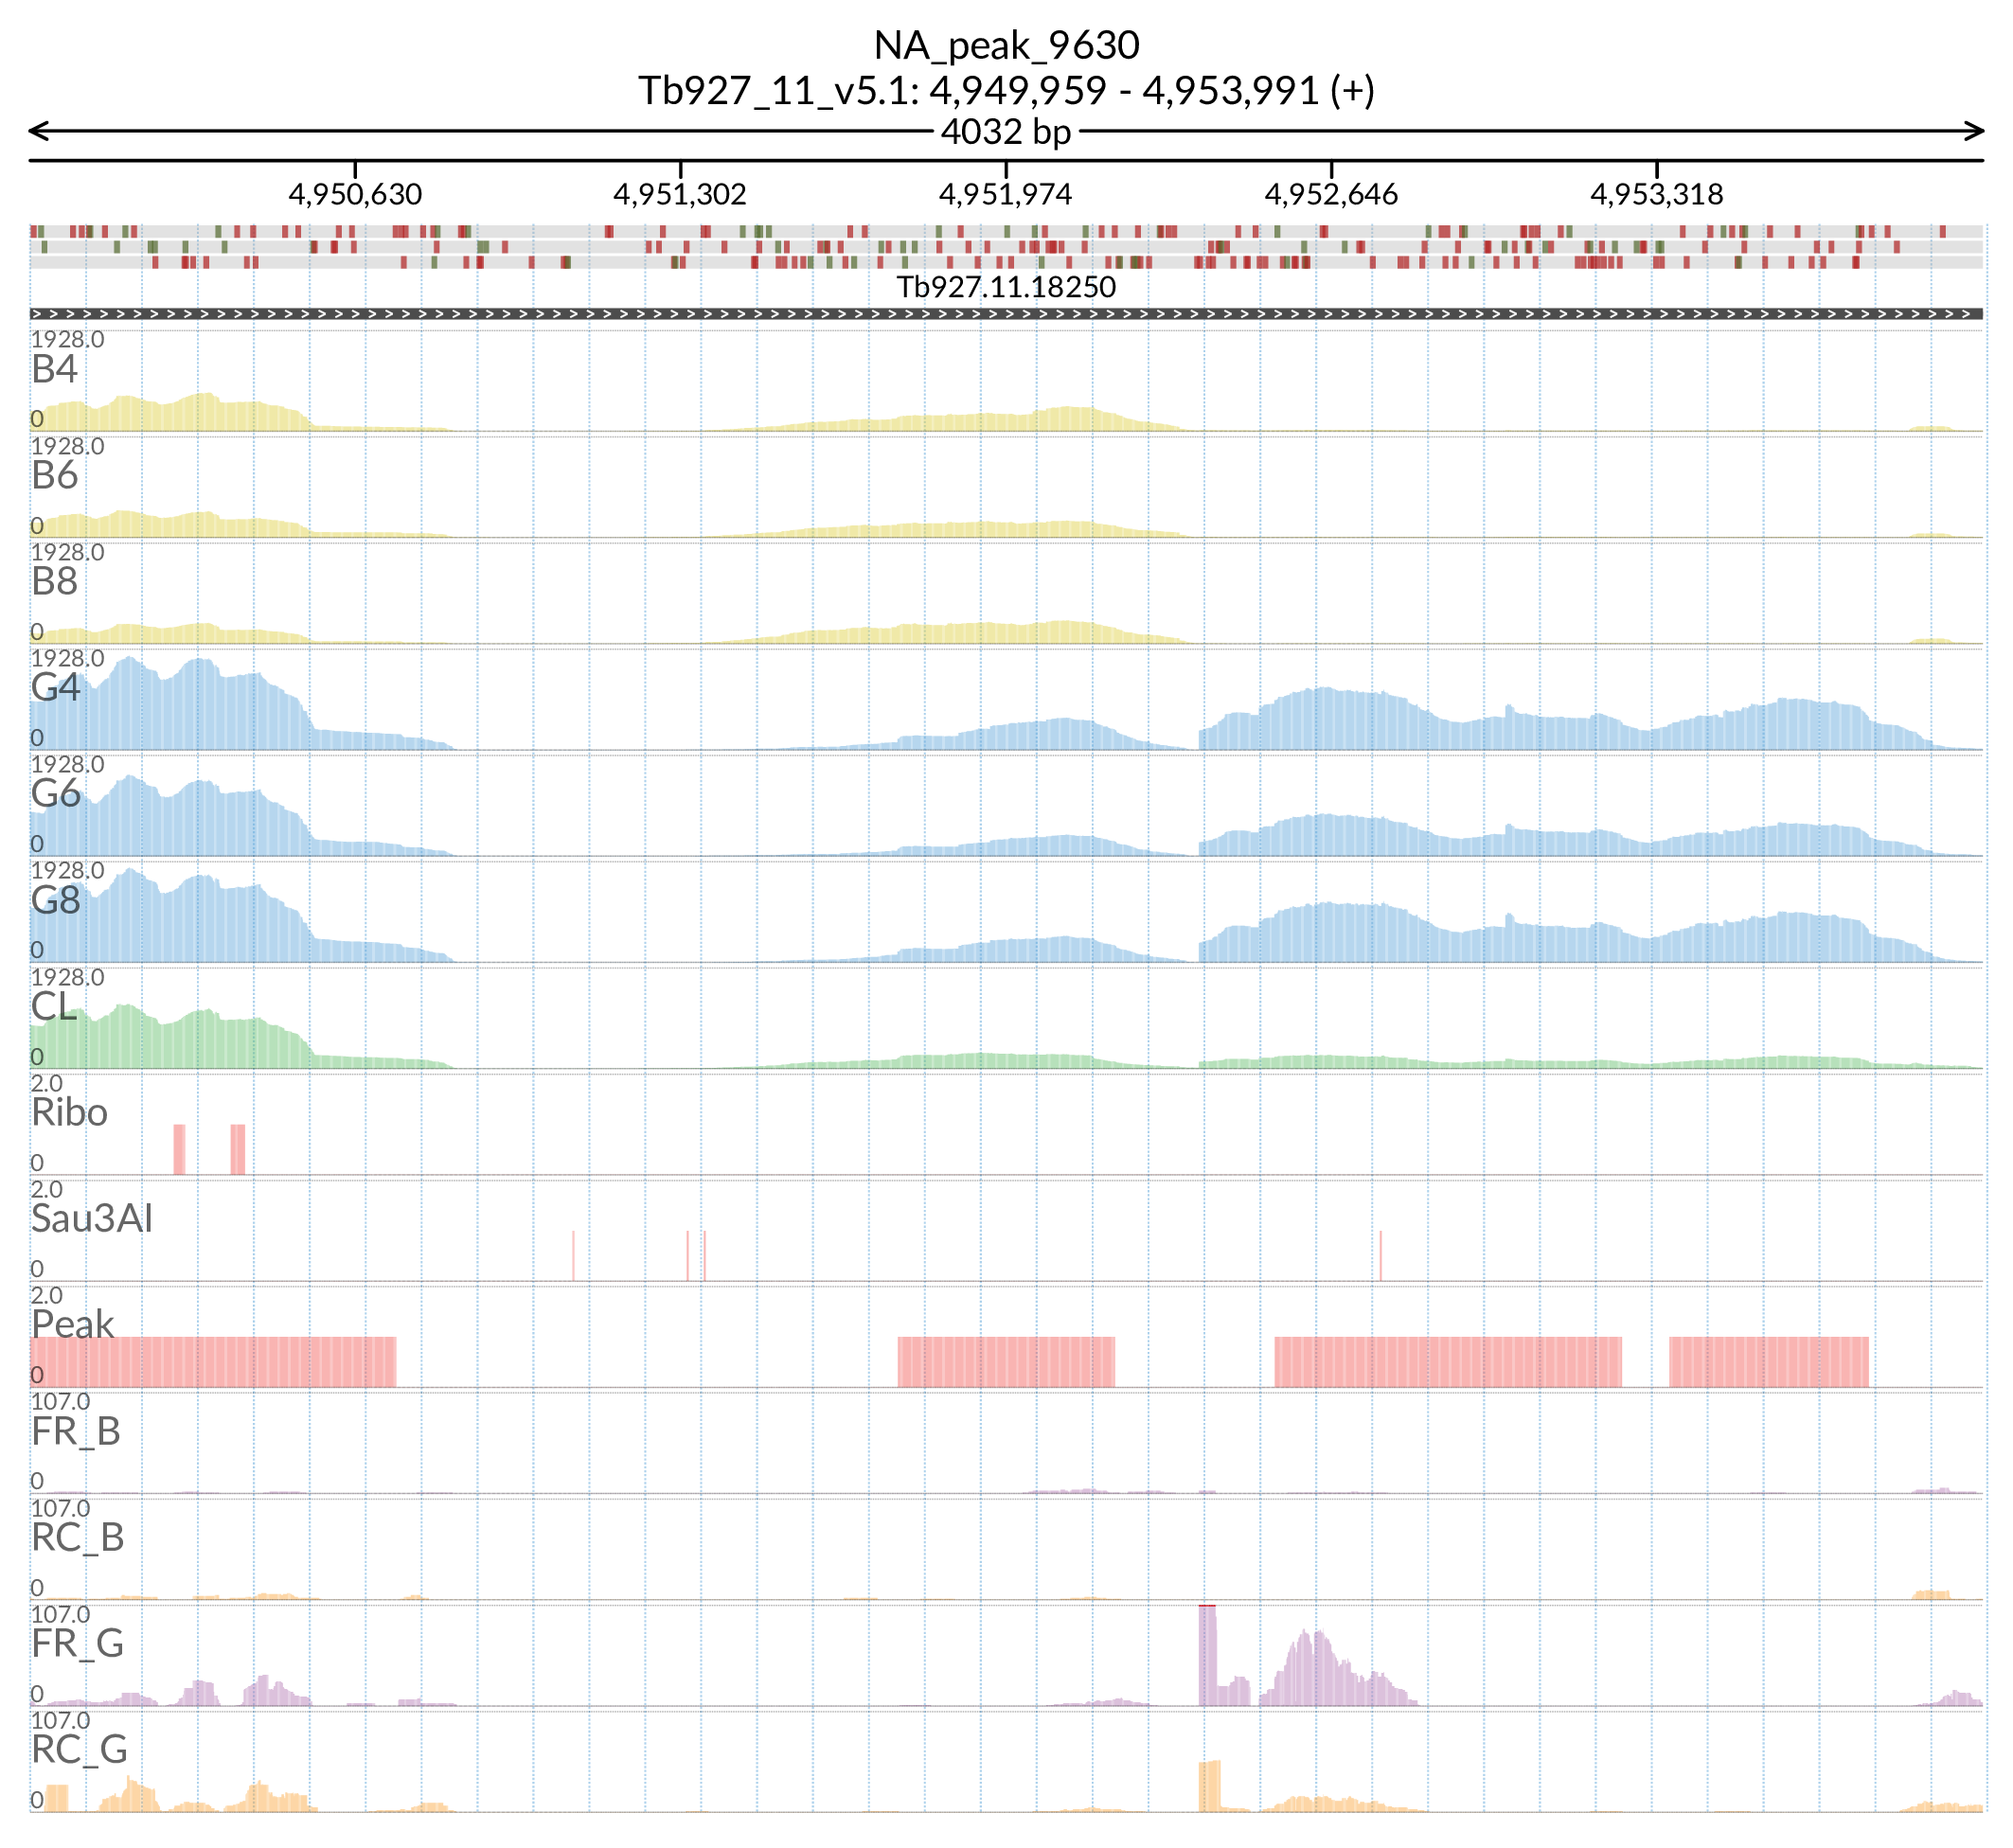 NA_peak_9630
Tb927_11_v5.1: 4,949,959 - 4,953,991 (+)
4032 bp
4,950,630 4,951,302 4,951,974 4,952,646 4,953,318
Tb927.11.18250
1928.0
B4
0
1928.0
B6
0
1928.0
B8
0
1928.0
G4
0
1928.0
G6
0
1928.0
G8
0
1928.0
CL
0
2.0
Ribo
0
2.0
Sau3AI
0
2.0
Peak
0
107.0
FR_B
0
107.0
RC_B
0
107.0
FR_G
0
107.0
RC_G
0